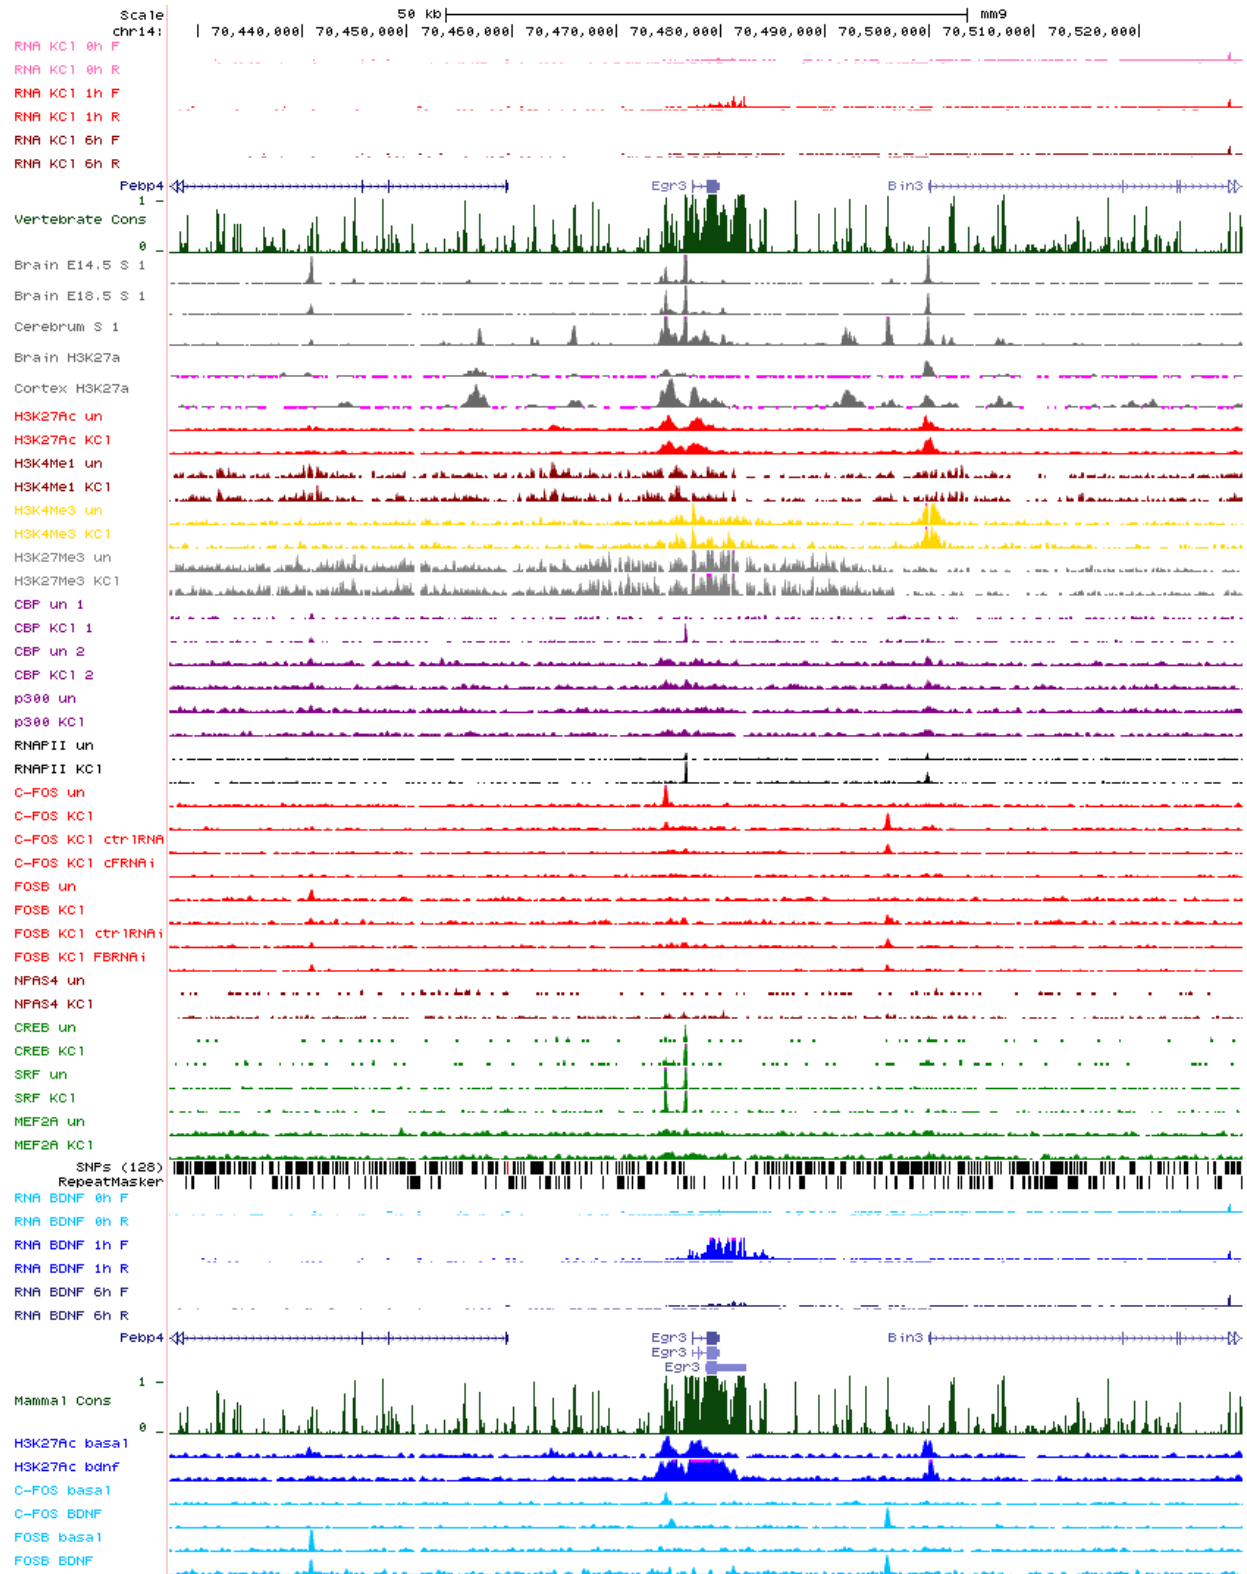 Scale 50 kb mm9
chr14: 70,440,000 70,450,000 70,460,000 70,470,000 70,480,000 70,490,000 70,500,000 70,510,000 70,520,000
RNA KCl 0h F
RNA KCl 0h R
RNA KCl 1h F
RNA KCl 1h R
RNA KCl 6h F
RNA KCl 6h R
Pebp4 Egr3 Bin3
1
Vertebrate Cons
0
Brain E14.5 S 1
Brain E18.5 S 1
Cerebrum S 1
Brain H3K27a
Cortex H3K27a
H3K27Ac un
H3K27Ac KCl
H3K4Me1 un
H3K4Me1 KCl
H3K4Me3 un
H3K4Me3 KCl
H3K27Me3 un
H3K27Me3 KCl
CBP un 1
CBP KCl 1
CBP un 2
CBP KCl 2
p300 un
p300 KCl
RNAPII un
RNAPII KCl
C-FOS un
C-FOS KCl
C-FOS KCl ctrlRNA
C-FOS KCl cFRNAi
FOSB un
FOSB KCl
FOSB KCl ctrlRNAi
FOSB KCl FBRNAi
NPAS4 un
NPAS4 KCl
CREB un
CREB KCl
SRF un
SRF KCl
MEF2A un
MEF2A KCl
SNPs (128)
RepeatMasker
RNA BDNF 0h F
RNA BDNF 0h R
RNA BDNF 1h F
RNA BDNF 1h R
RNA BDNF 6h F
RNA BDNF 6h R
Pebp4 Egr3 Bin3
Egr3
Egr3
1
Mammal Cons
0
H3K27Ac basal
H3K27Ac bdnf
C-FOS basal
C-FOS BDNF
FOSB basal
FOSB BDNF